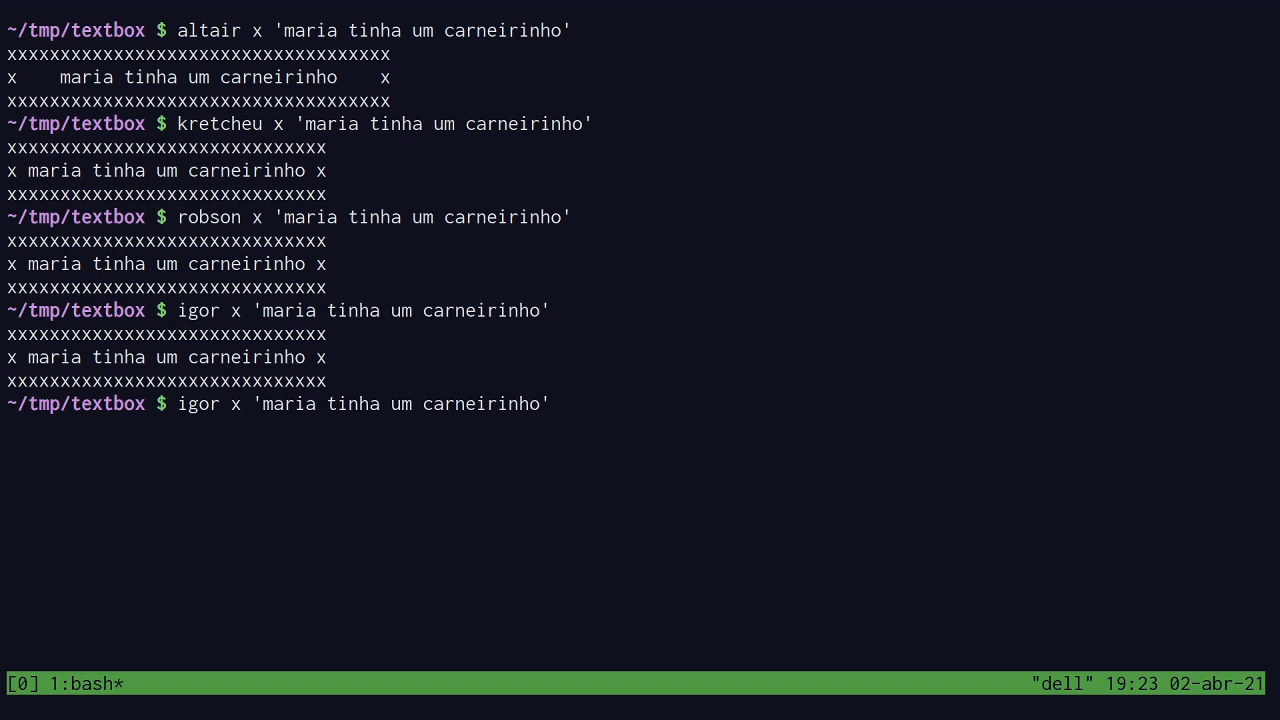 ~/tmp/textbox $ altair x 'maria tinha um carneirinho'
xxxxxxxxxxxxxxxxxxxxxxxxxxxxxxxxxxxx
x    maria tinha um carneirinho    x
xxxxxxxxxxxxxxxxxxxxxxxxxxxxxxxxxxxx
~/tmp/textbox $ kretcheu x 'maria tinha um carneirinho'
xxxxxxxxxxxxxxxxxxxxxxxxxxxxxx
x maria tinha um carneirinho x
xxxxxxxxxxxxxxxxxxxxxxxxxxxxxx
~/tmp/textbox $ robson x 'maria tinha um carneirinho'
xxxxxxxxxxxxxxxxxxxxxxxxxxxxxx
x maria tinha um carneirinho x
xxxxxxxxxxxxxxxxxxxxxxxxxxxxxx
~/tmp/textbox $ igor x 'maria tinha um carneirinho'
xxxxxxxxxxxxxxxxxxxxxxxxxxxxxx
x maria tinha um carneirinho x
xxxxxxxxxxxxxxxxxxxxxxxxxxxxxx
~/tmp/textbox $ igor x 'maria tinha um carneirinho'
[0] 1:bash* "dell" 19:23 02-abr-21